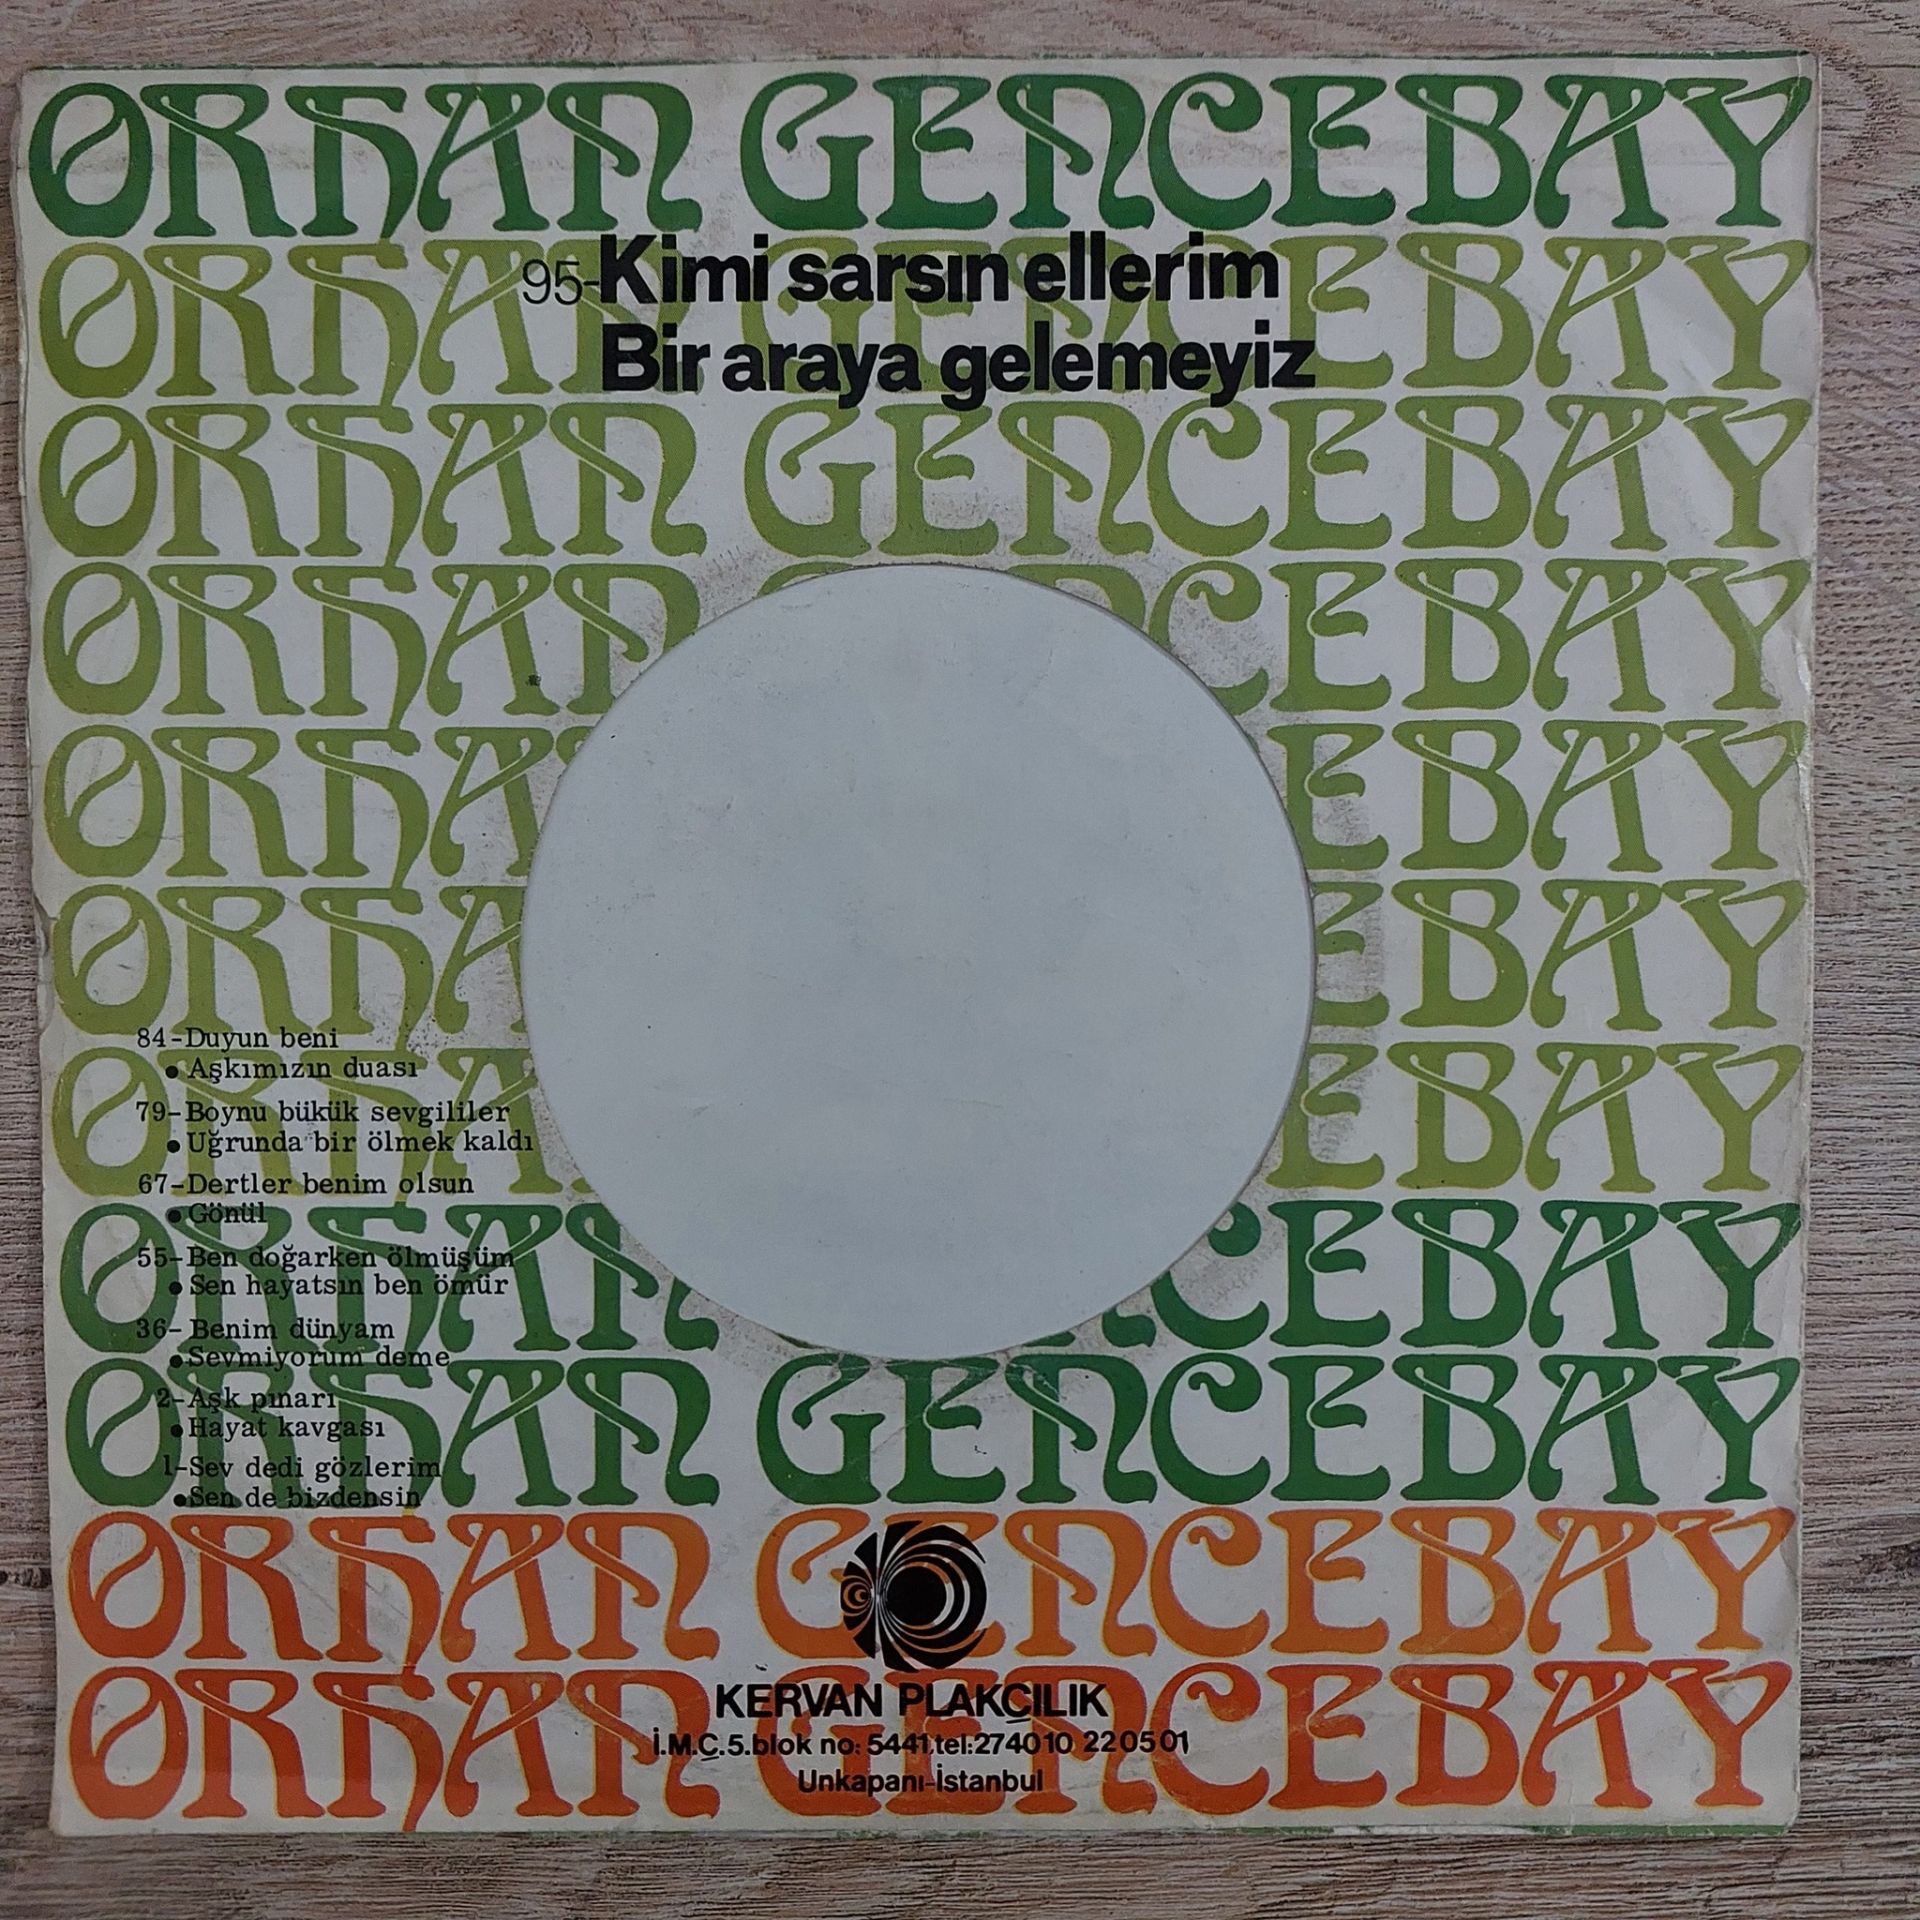 ORHAN GENCEBAY
ORHAN GENCEBAY
95-Kimi sarsın ellerim
Bir araya gelemeyiz
ORHAN GENCEBAY
ORHAN GENCEBAY
ORHAN GENCEBAY
ORHAN GENCEBAY
ORHAN GENCEBAY
84-Duyun beni
• Aşkımızın duası
79-Boynu bükük sevgililer
• Uğrunda bir ölmek kaldı
67-Dertler benim olsun
• Gönül
55-Ben doğarken ölmüşüm
• Sen hayatsın ben ömür
36- Benim dünyam
• Sevmiyorum deme
2-Aşk pınarı
• Hayat kavgası
1-Sev dedi gözlerim
• Sen de bizdensin
ORHAN GENCEBAY
ORHAN GENCEBAY
ORHAN GENCEBAY
ORHAN GENCEBAY
KERVAN PLAKÇILIK
İ.M.Ç.5.blok no: 5441,tel:274010 220501
Unkapanı-İstanbul